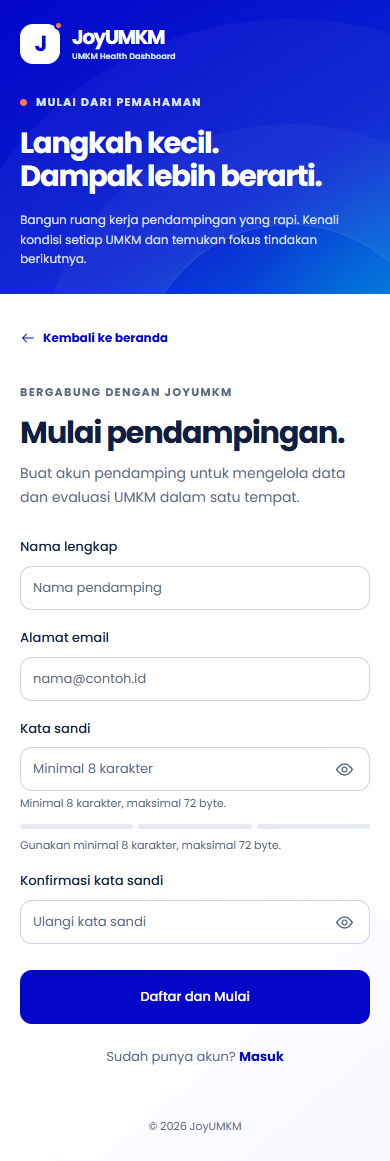 J
JoyUMKM
UMKM Health Dashboard
MULAI DARI PEMAHAMAN
Langkah kecil.
Dampak lebih berarti.
Bangun ruang kerja pendampingan yang rapi. Kenali
kondisi setiap UMKM dan temukan fokus tindakan
berikutnya.
← Kembali ke beranda
BERGABUNG DENGAN JOYUMKM
Mulai pendampingan.
Buat akun pendamping untuk mengelola data
dan evaluasi UMKM dalam satu tempat.
Nama lengkap
Nama pendamping
Alamat email
nama@contoh.id
Kata sandi
Minimal 8 karakter
Minimal 8 karakter, maksimal 72 byte.
Gunakan minimal 8 karakter, maksimal 72 byte.
Konfirmasi kata sandi
Ulangi kata sandi
Daftar dan Mulai
Sudah punya akun? Masuk
© 2026 JoyUMKM